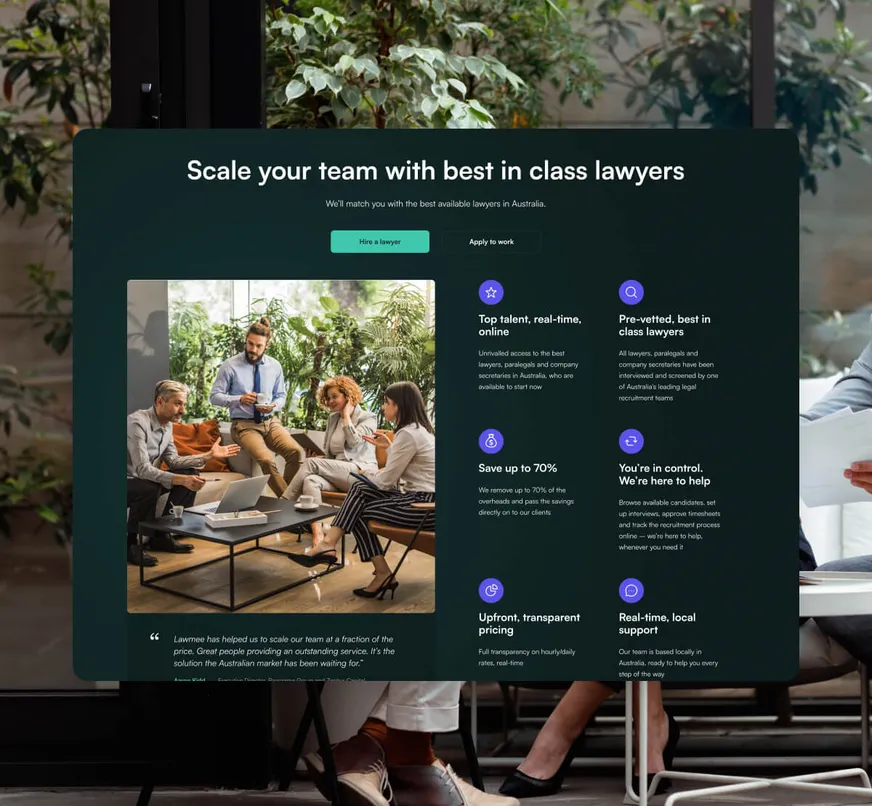 Scale your team with best in class lawyers
We'll match you with the best available lawyers in Australia.
Hire a lawyer
Apply to work
Top talent, real-time,
online
Unrivalled access to the best
lawyers, paralegals and company
secretaries in Australia, who are
available to start now
Pre-vetted, best in
class lawyers
All lawyers, paralegals and
company secretaries have been
interviewed and screened by one
of Australia's leading legal
recruitment teams
Save up to 70%
We remove up to 70% of the
overheads and pass the savings
directly on to our clients
You're in control.
We're here to help
Browse available candidates, set
up interviews, approve timesheets
and track the recruitment process
online — we're here to help,
whenever you need it
Upfront, transparent
pricing
Full transparency on hourly/daily
rates, real-time
Real-time, local
support
Our team is based locally in
Australia, ready to help you every
step of the way
“ Lawmee has helped us to scale our team at a fraction of the
price. Great people providing an outstanding service. It's the
solution the Australian market has been waiting for.”